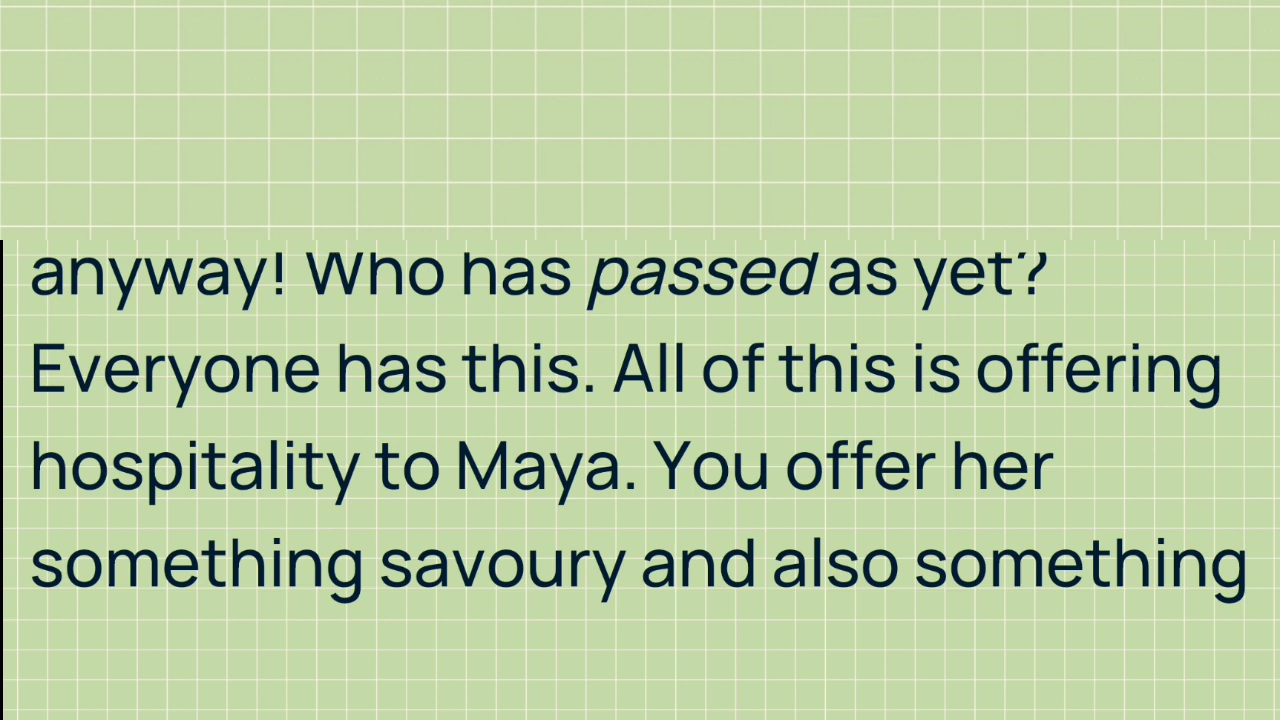 anyway! Who has passed as yet?
Everyone has this. All of this is offering
hospitality to Maya. You offer her
something savoury and also something